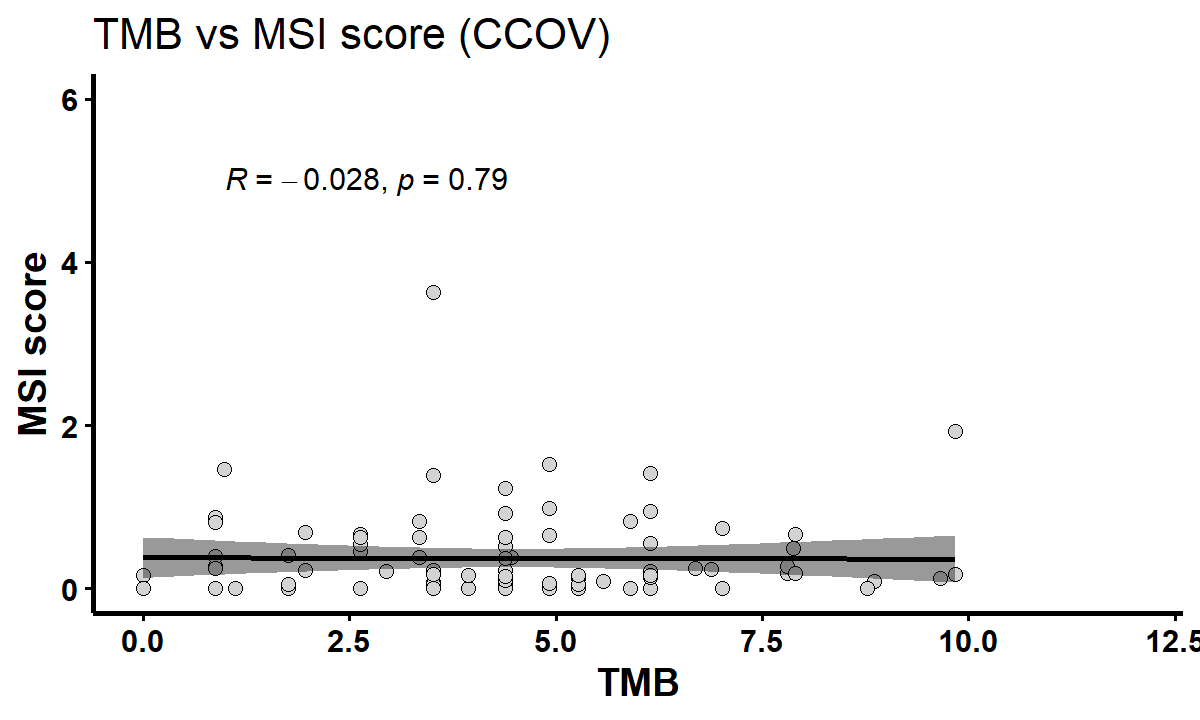 TMB vs MSI score (CCOV)
6
R = −0.028, p = 0.79
4
MSI score
2
0
0.0 2.5 5.0 7.5 10.0 12.5
TMB